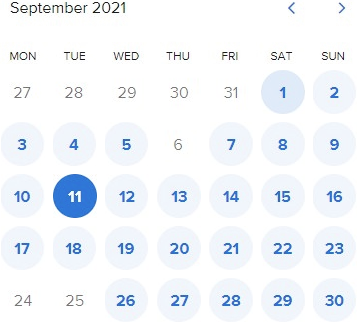 September 2021
MON TUE WED THU FRI SAT SUN
27 28 29 30 31 1 2
3 4 5 6 7 8 9
10 11 12 13 14 15 16
17 18 19 20 21 22 23
24 25 26 27 28 29 30